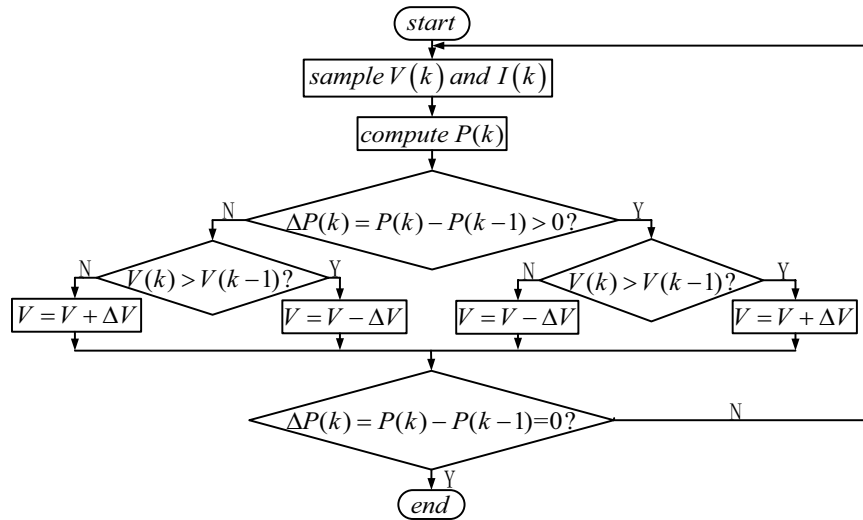 start
sample V(k) and I(k)
compute P(k)
ΔP(k) = P(k) − P(k−1) > 0?
N
Y
V(k) > V(k−1)?
N
Y
V(k) > V(k−1)?
N
Y
V = V + ΔV
V = V − ΔV
V = V − ΔV
V = V + ΔV
ΔP(k) = P(k) − P(k−1)=0?
N
Y
end